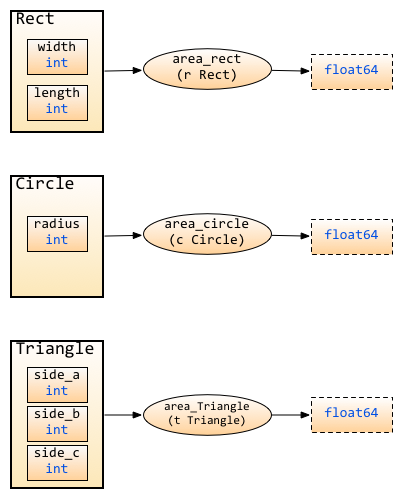 Rect
width
int
length
int
area_rect
(r Rect)
float64
Circle
radius
int
area_circle
(c Circle)
float64
Triangle
side_a
int
side_b
int
side_c
int
area_Triangle
(t Triangle)
float64